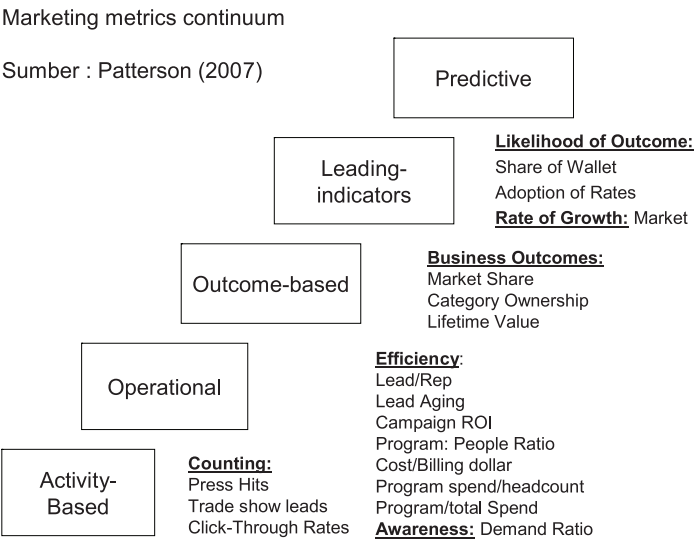 Marketing metrics continuum
Sumber : Patterson (2007)
Predictive
Leading-
indicators
Likelihood of Outcome:
Share of Wallet
Adoption of Rates
Rate of Growth: Market
Outcome-based
Business Outcomes:
Market Share
Category Ownership
Lifetime Value
Operational
Efficiency:
Lead/Rep
Lead Aging
Campaign ROI
Program: People Ratio
Cost/Billing dollar
Program spend/headcount
Program/total Spend
Awareness: Demand Ratio
Activity-
Based
Counting:
Press Hits
Trade show leads
Click-Through Rates